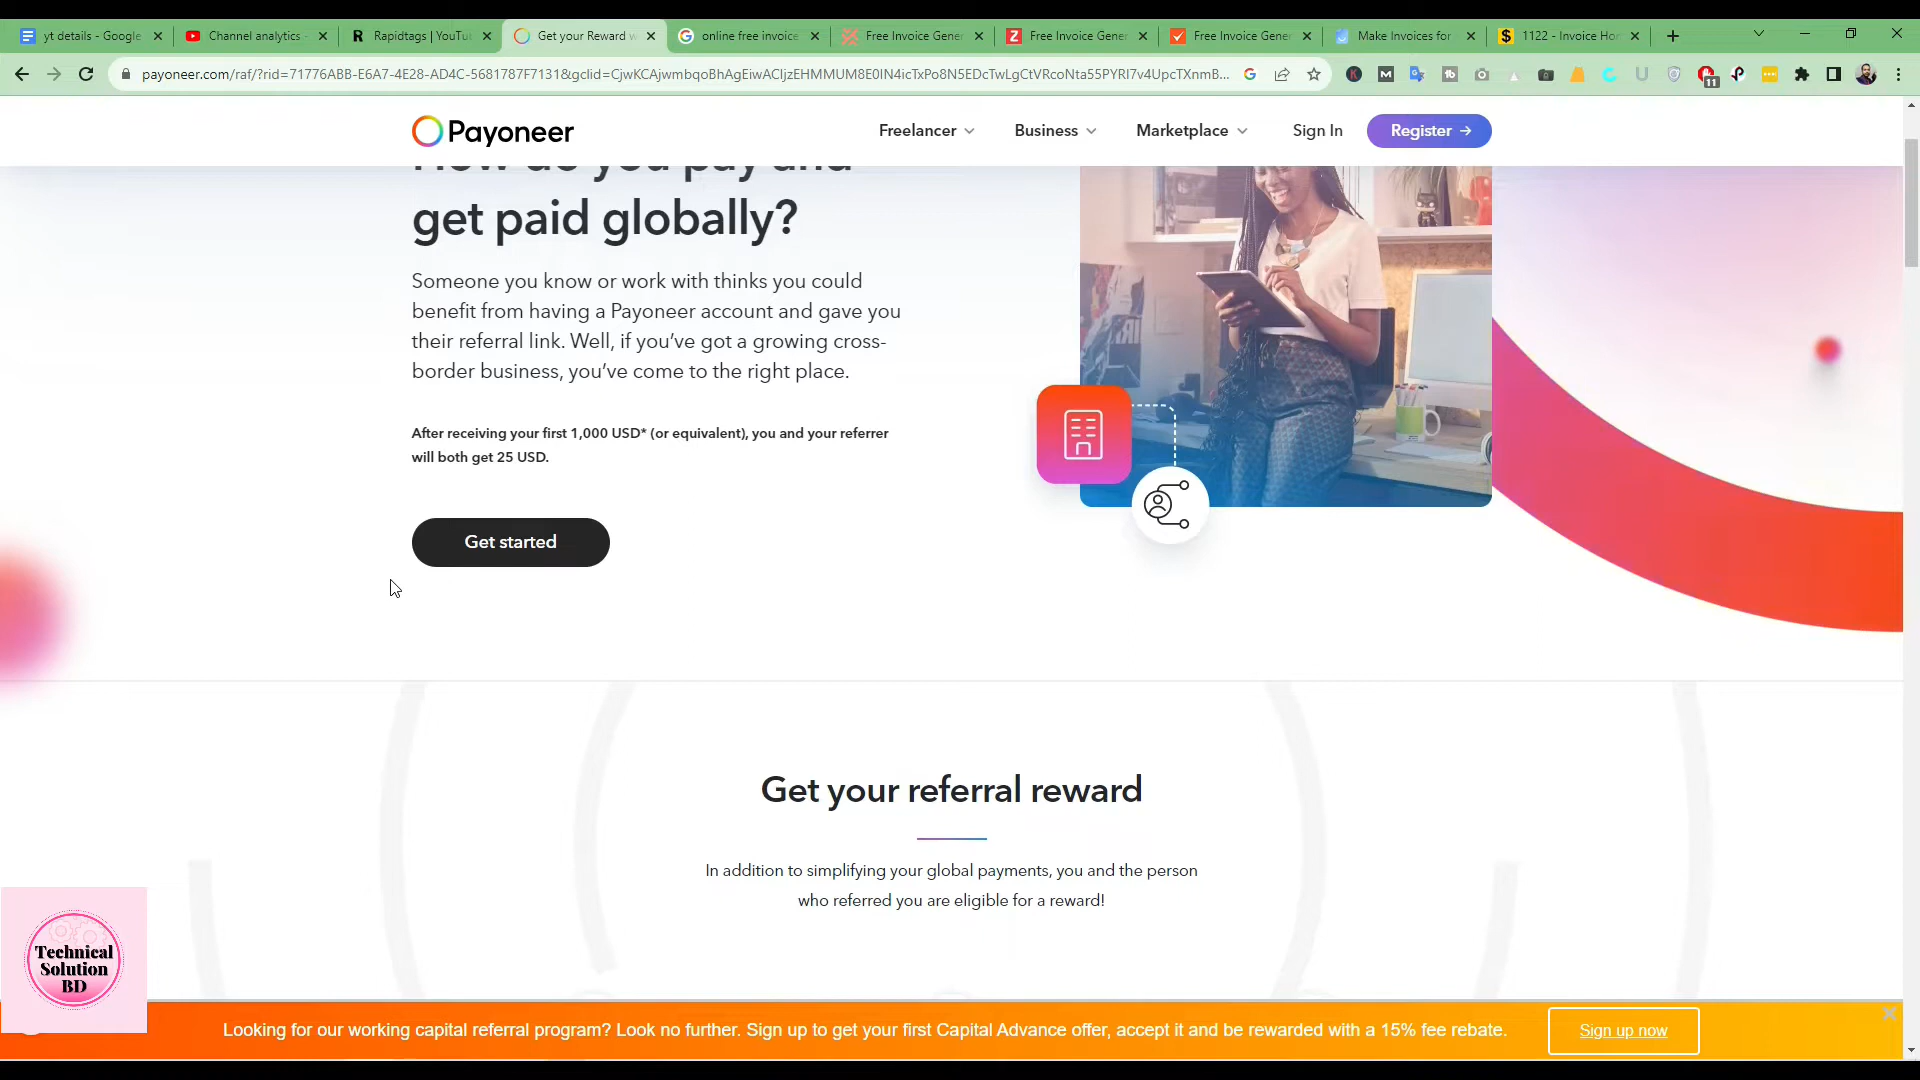 yt details - Google
Channel analytics -
Rapidtags | YouTu
Get your Reward w
online free invoice
Free Invoice Gener
Free Invoice Gener
Free Invoice Gener
Make Invoices for
1122 - Invoice Hom
payoneer.com/raf/?rid=71776ABB-E6A7-4E28-AD4C-5681787F7131&gclid=CjwKCAjwmbqoBhAgEiwACIjzEHMMUM8E0IN4icTxPo8N5EDcTwLgCtVRcoNta55PYRI7v4UpcTXnmB...
11
Payoneer
Freelancer
Business
Marketplace
Sign In
Register →
How do you pay and
get paid globally?
Someone you know or work with thinks you could
benefit from having a Payoneer account and gave you
their referral link. Well, if you’ve got a growing cross-
border business, you’ve come to the right place.
After receiving your first 1,000 USD* (or equivalent), you and your referrer
will both get 25 USD.
Get started
Get your referral reward
In addition to simplifying your global payments, you and the person
who referred you are eligible for a reward!
Technical
Solution
BD
Looking for our working capital referral program? Look no further. Sign up to get your first Capital Advance offer, accept it and be rewarded with a 15% fee rebate.
Sign up now